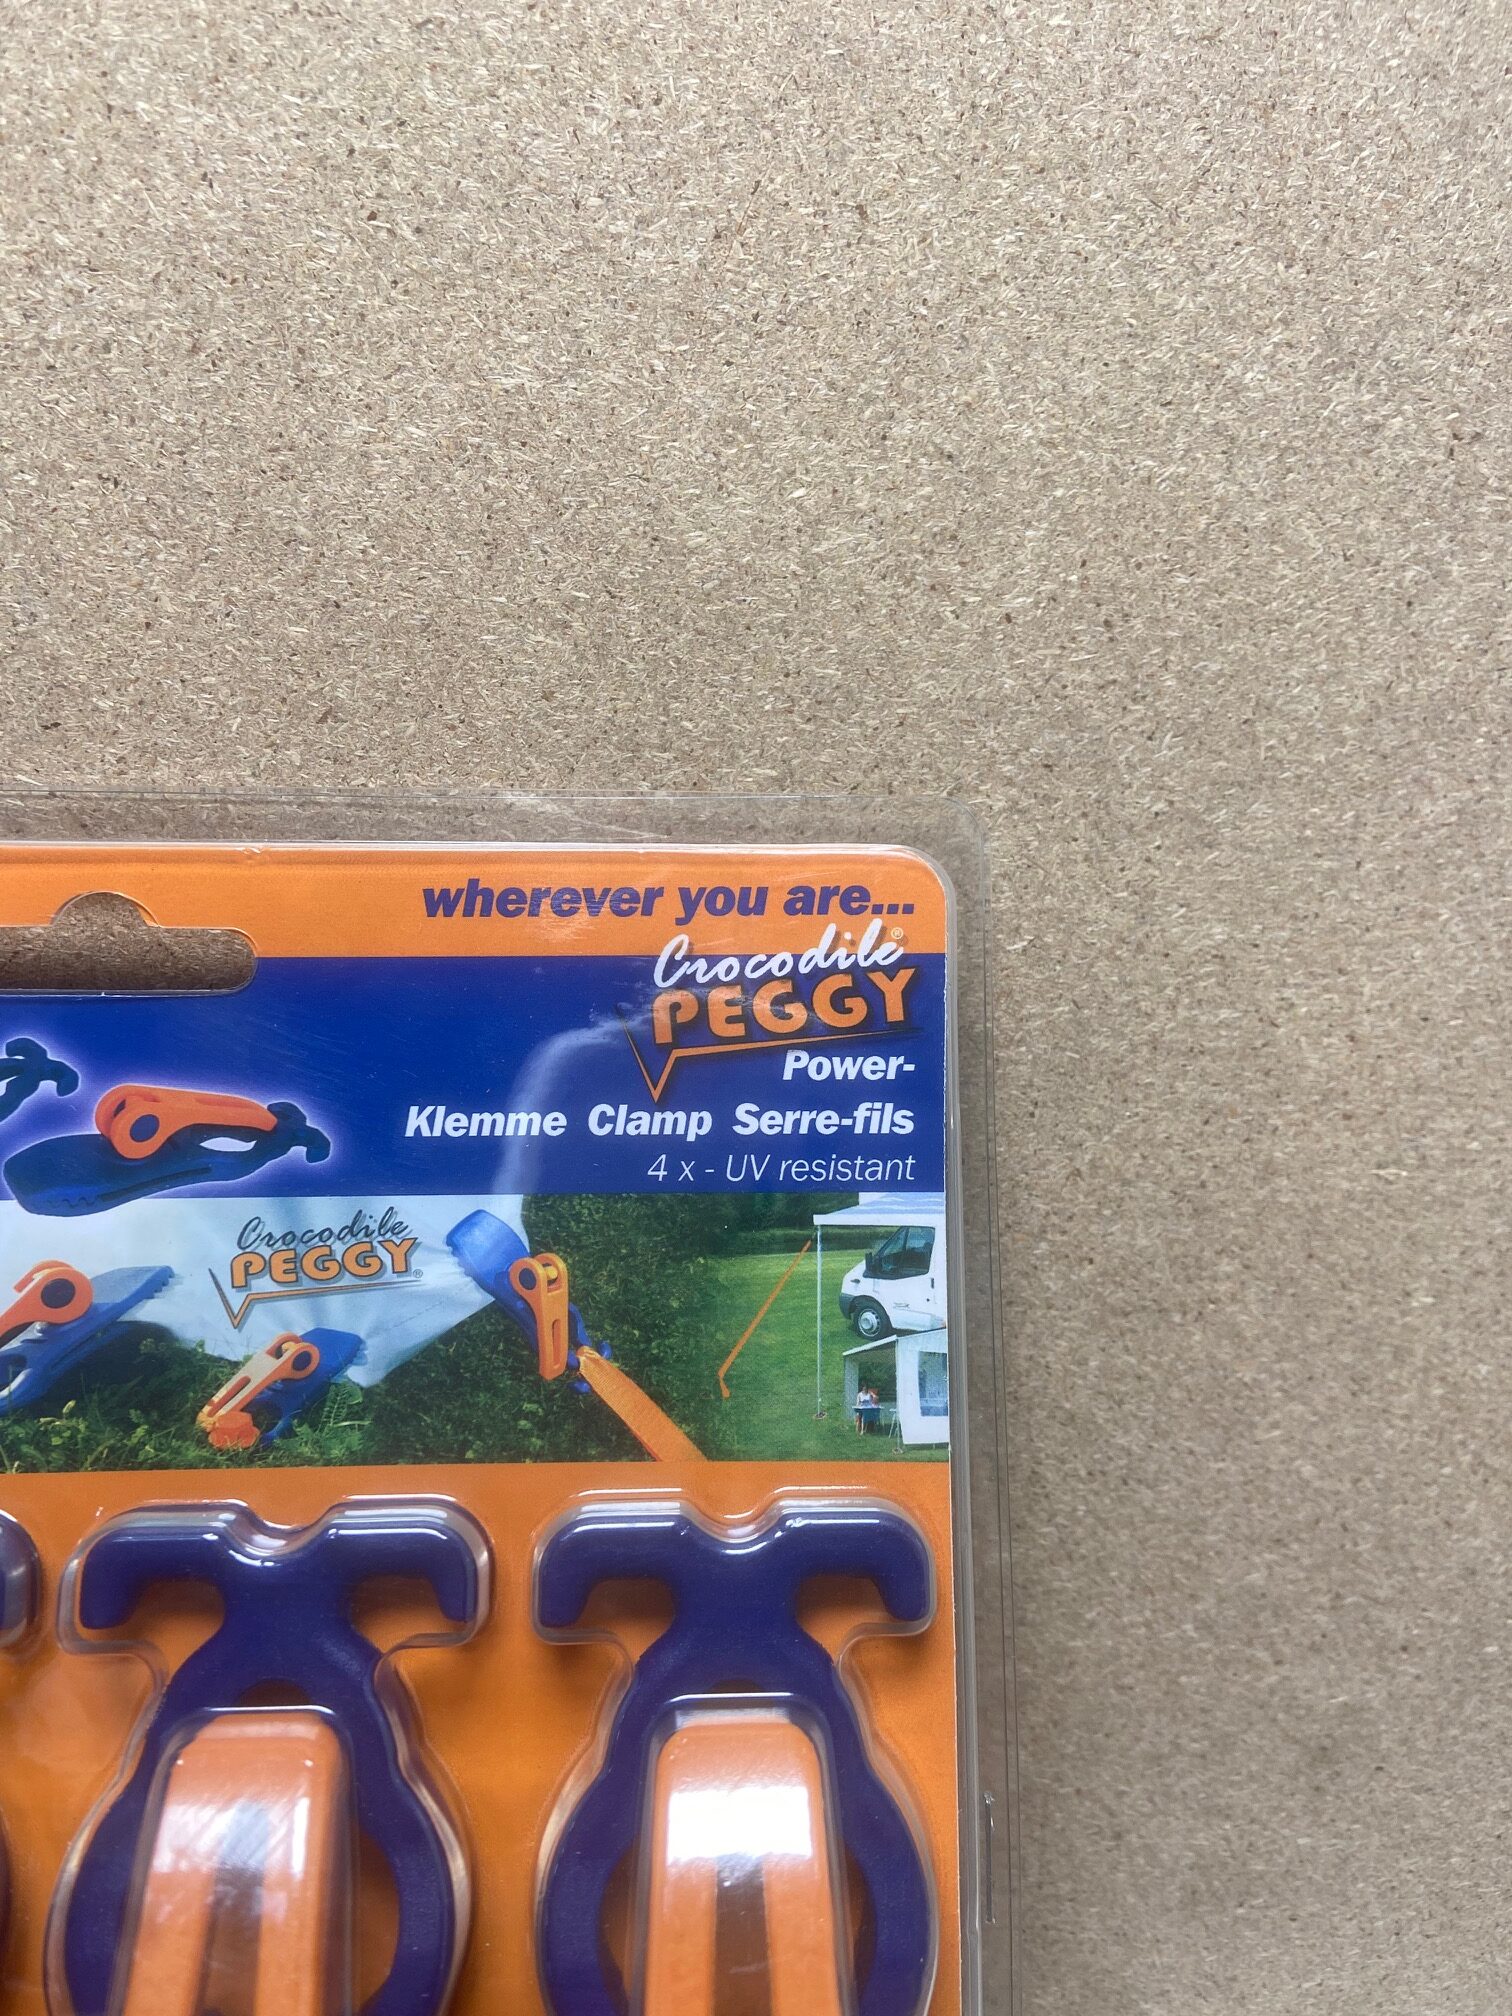 wherever you are...
Crocodile®
PEGGY
Power-
Klemme Clamp Serre-fils
4 x - UV resistant
Crocodile
PEGGY®